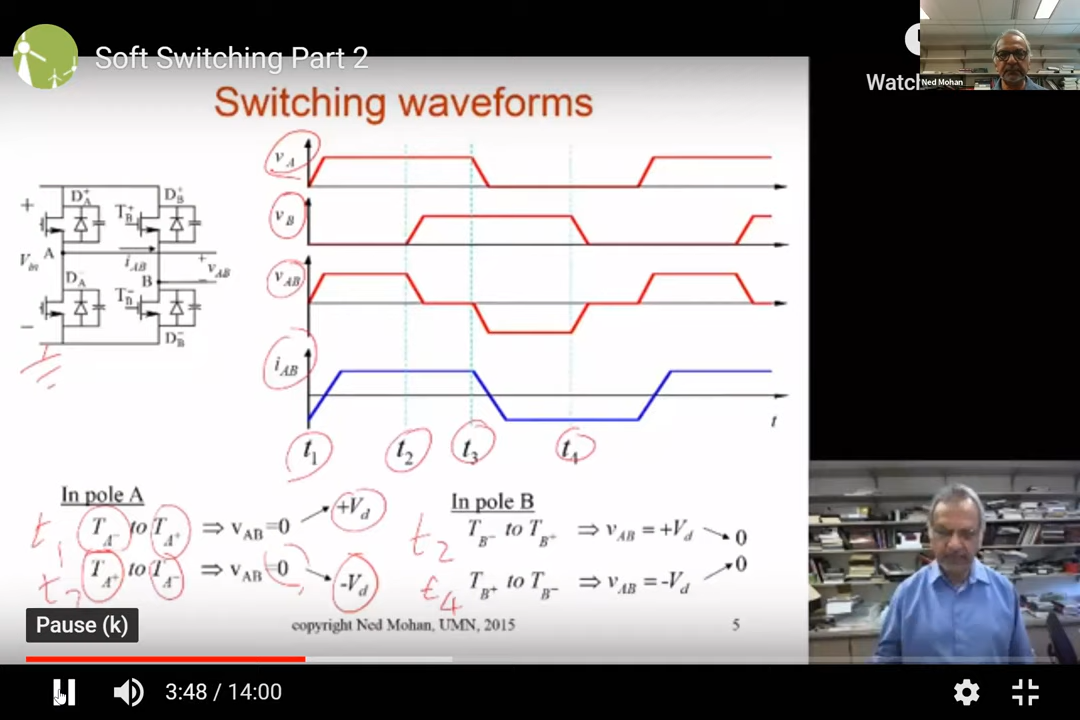 Soft Switching Part 2
Watch
Ned Mohan
Switching waveforms
v_A
v_B
v_AB
i_AB
t_1 t_2 t_3 t_4
t
+
D_A^+
D_B^+
T_B^+
V_in
A
i_AB
+
v_AB
−
D_A^-
B
T_B^-
−
D_B^-
In pole A
t_1 T_A- to T_A+ ⇒ v_AB=0 +V_d
T_A+ to T_A- ⇒ v_AB=0 -V_d
In pole B
t_2 T_B- to T_B+ ⇒ v_AB = +V_d 0
t_4 T_B+ to T_B- ⇒ v_AB = -V_d 0
copyright Ned Mohan, UMN, 2015
5
Pause (k)
3:48 / 14:00